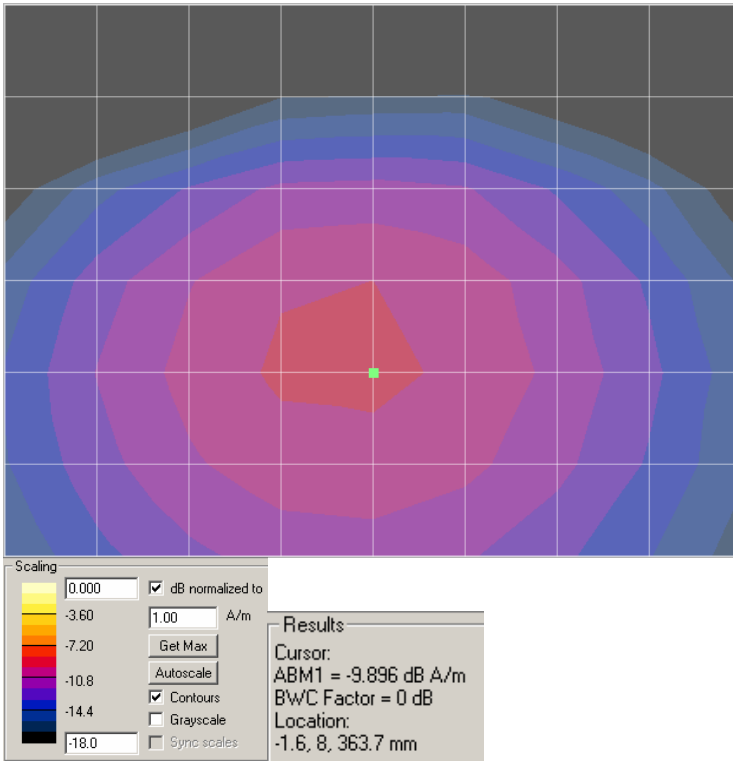 Scaling
0.000
dB normalized to
-3.60
1.00 A/m
-7.20
Get Max
Autoscale
-10.8
Contours
-14.4
Grayscale
-18.0
Sync scales
Results
Cursor:
ABM1 = -9.896 dB A/m
BWC Factor = 0 dB
Location:
-1.6, 8, 363.7 mm